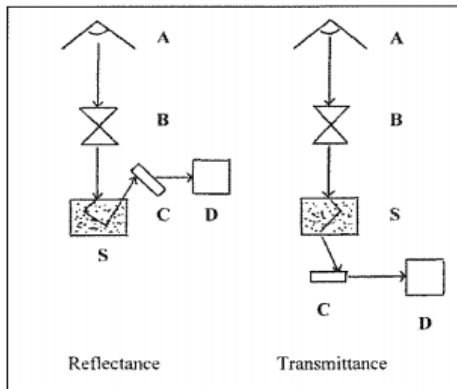 A A
B B
C D S
S
C
D
Reflectance Transmittance